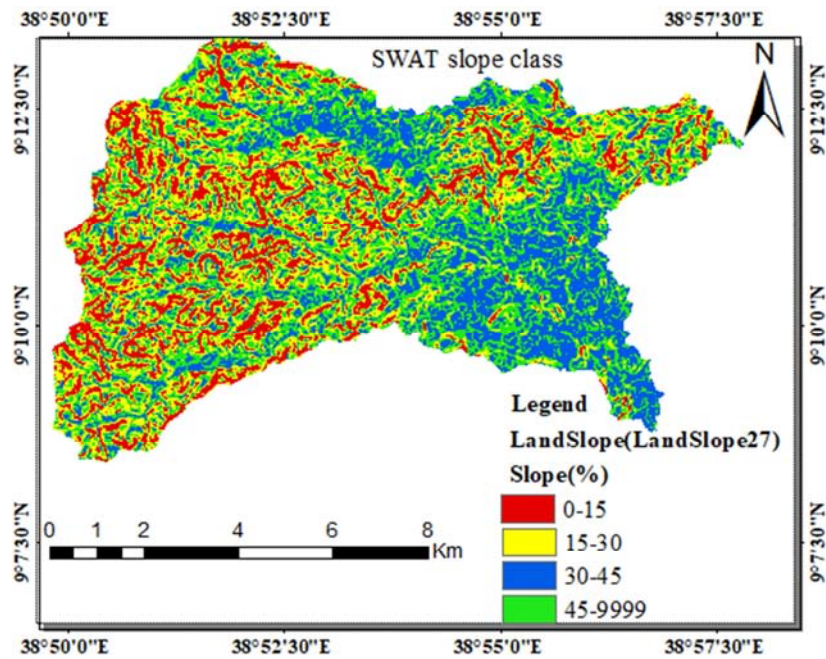 38°50'0"E 38°52'30"E 38°55'0"E 38°57'30"E
SWAT slope class
N
9°12'30"N 9°12'30"N
9°10'0"N 9°10'0"N
Legend
LandSlope(LandSlope27)
Slope(%)
0-15
15-30
30-45
45-9999
0 1 2 4 6 8
Km
9°7'30"N 9°7'30"N
38°50'0"E 38°52'30"E 38°55'0"E 38°57'30"E